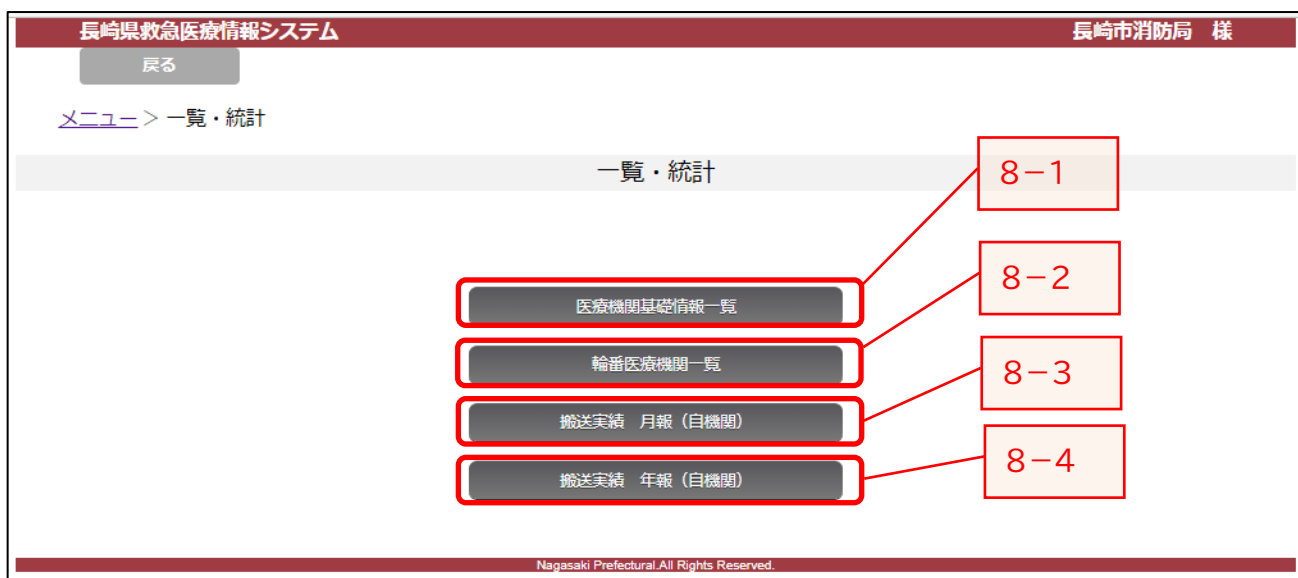 長崎県救急医療情報システム 長崎市消防局 様
戻る
メニュー > 一覧・統計
一覧・統計
8-1
8-2
医療機関基礎情報一覧
輪番医療機関一覧
8-3
搬送実績 月報(自機関)
8-4
搬送実績 年報(自機関)
Nagasaki Prefectural.All Rights Reserved.